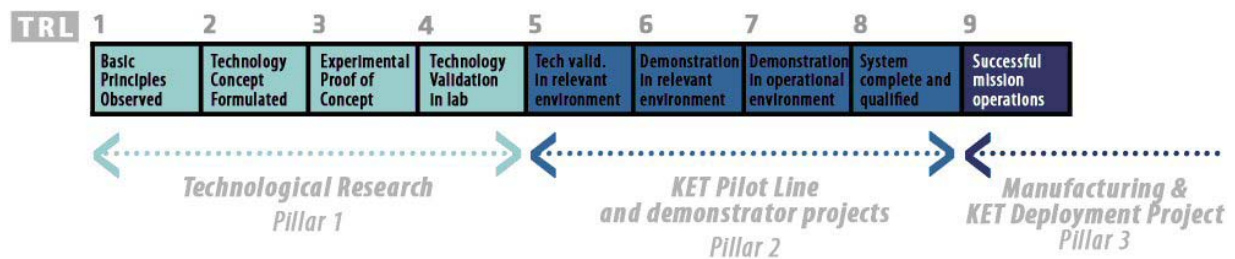 TRL 1 2 3 4 5 6 7 8 9
Basic
Principles
Observed
Technology
Concept
Formulated
Experimental
Proof of
Concept
Technology
Validation
in lab
Tech valid.
in relevant
environment
Demonstration
in relevant
environment
Demonstration
in operational
environment
System
complete and
qualified
Successful
mission
operations
Technological Research
Pillar 1
KET Pilot Line
and demonstrator projects
Pillar 2
Manufacturing &
KET Deployment Project
Pillar 3